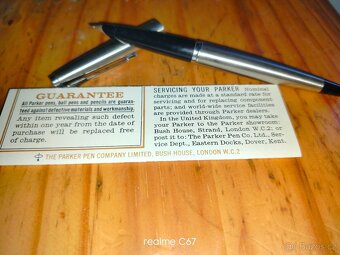 GUARANTEE
All Parker pens, ball pens and pencils are guaran-
teed against defective materials and workmanship.
Any item revealing such defect
within one year from the date of
purchase will be replaced free
of charge.
SERVICING YOUR PARKER Nominal
charges are made at a standard rate for
servicing and for replacing component
parts; and world-wide service facilities
are provided through Parker dealers.
In the United Kingdom, you may take
your Parker to the Parker showroom:
Bush House, Strand, London W.C.2; or
post it to: The Parker Pen Co. Ltd., Ser-
vice Dept., Eastern Docks, Dover, Kent.
THE PARKER PEN COMPANY LIMITED, BUSH HOUSE, LONDON W.C.2
realme C67